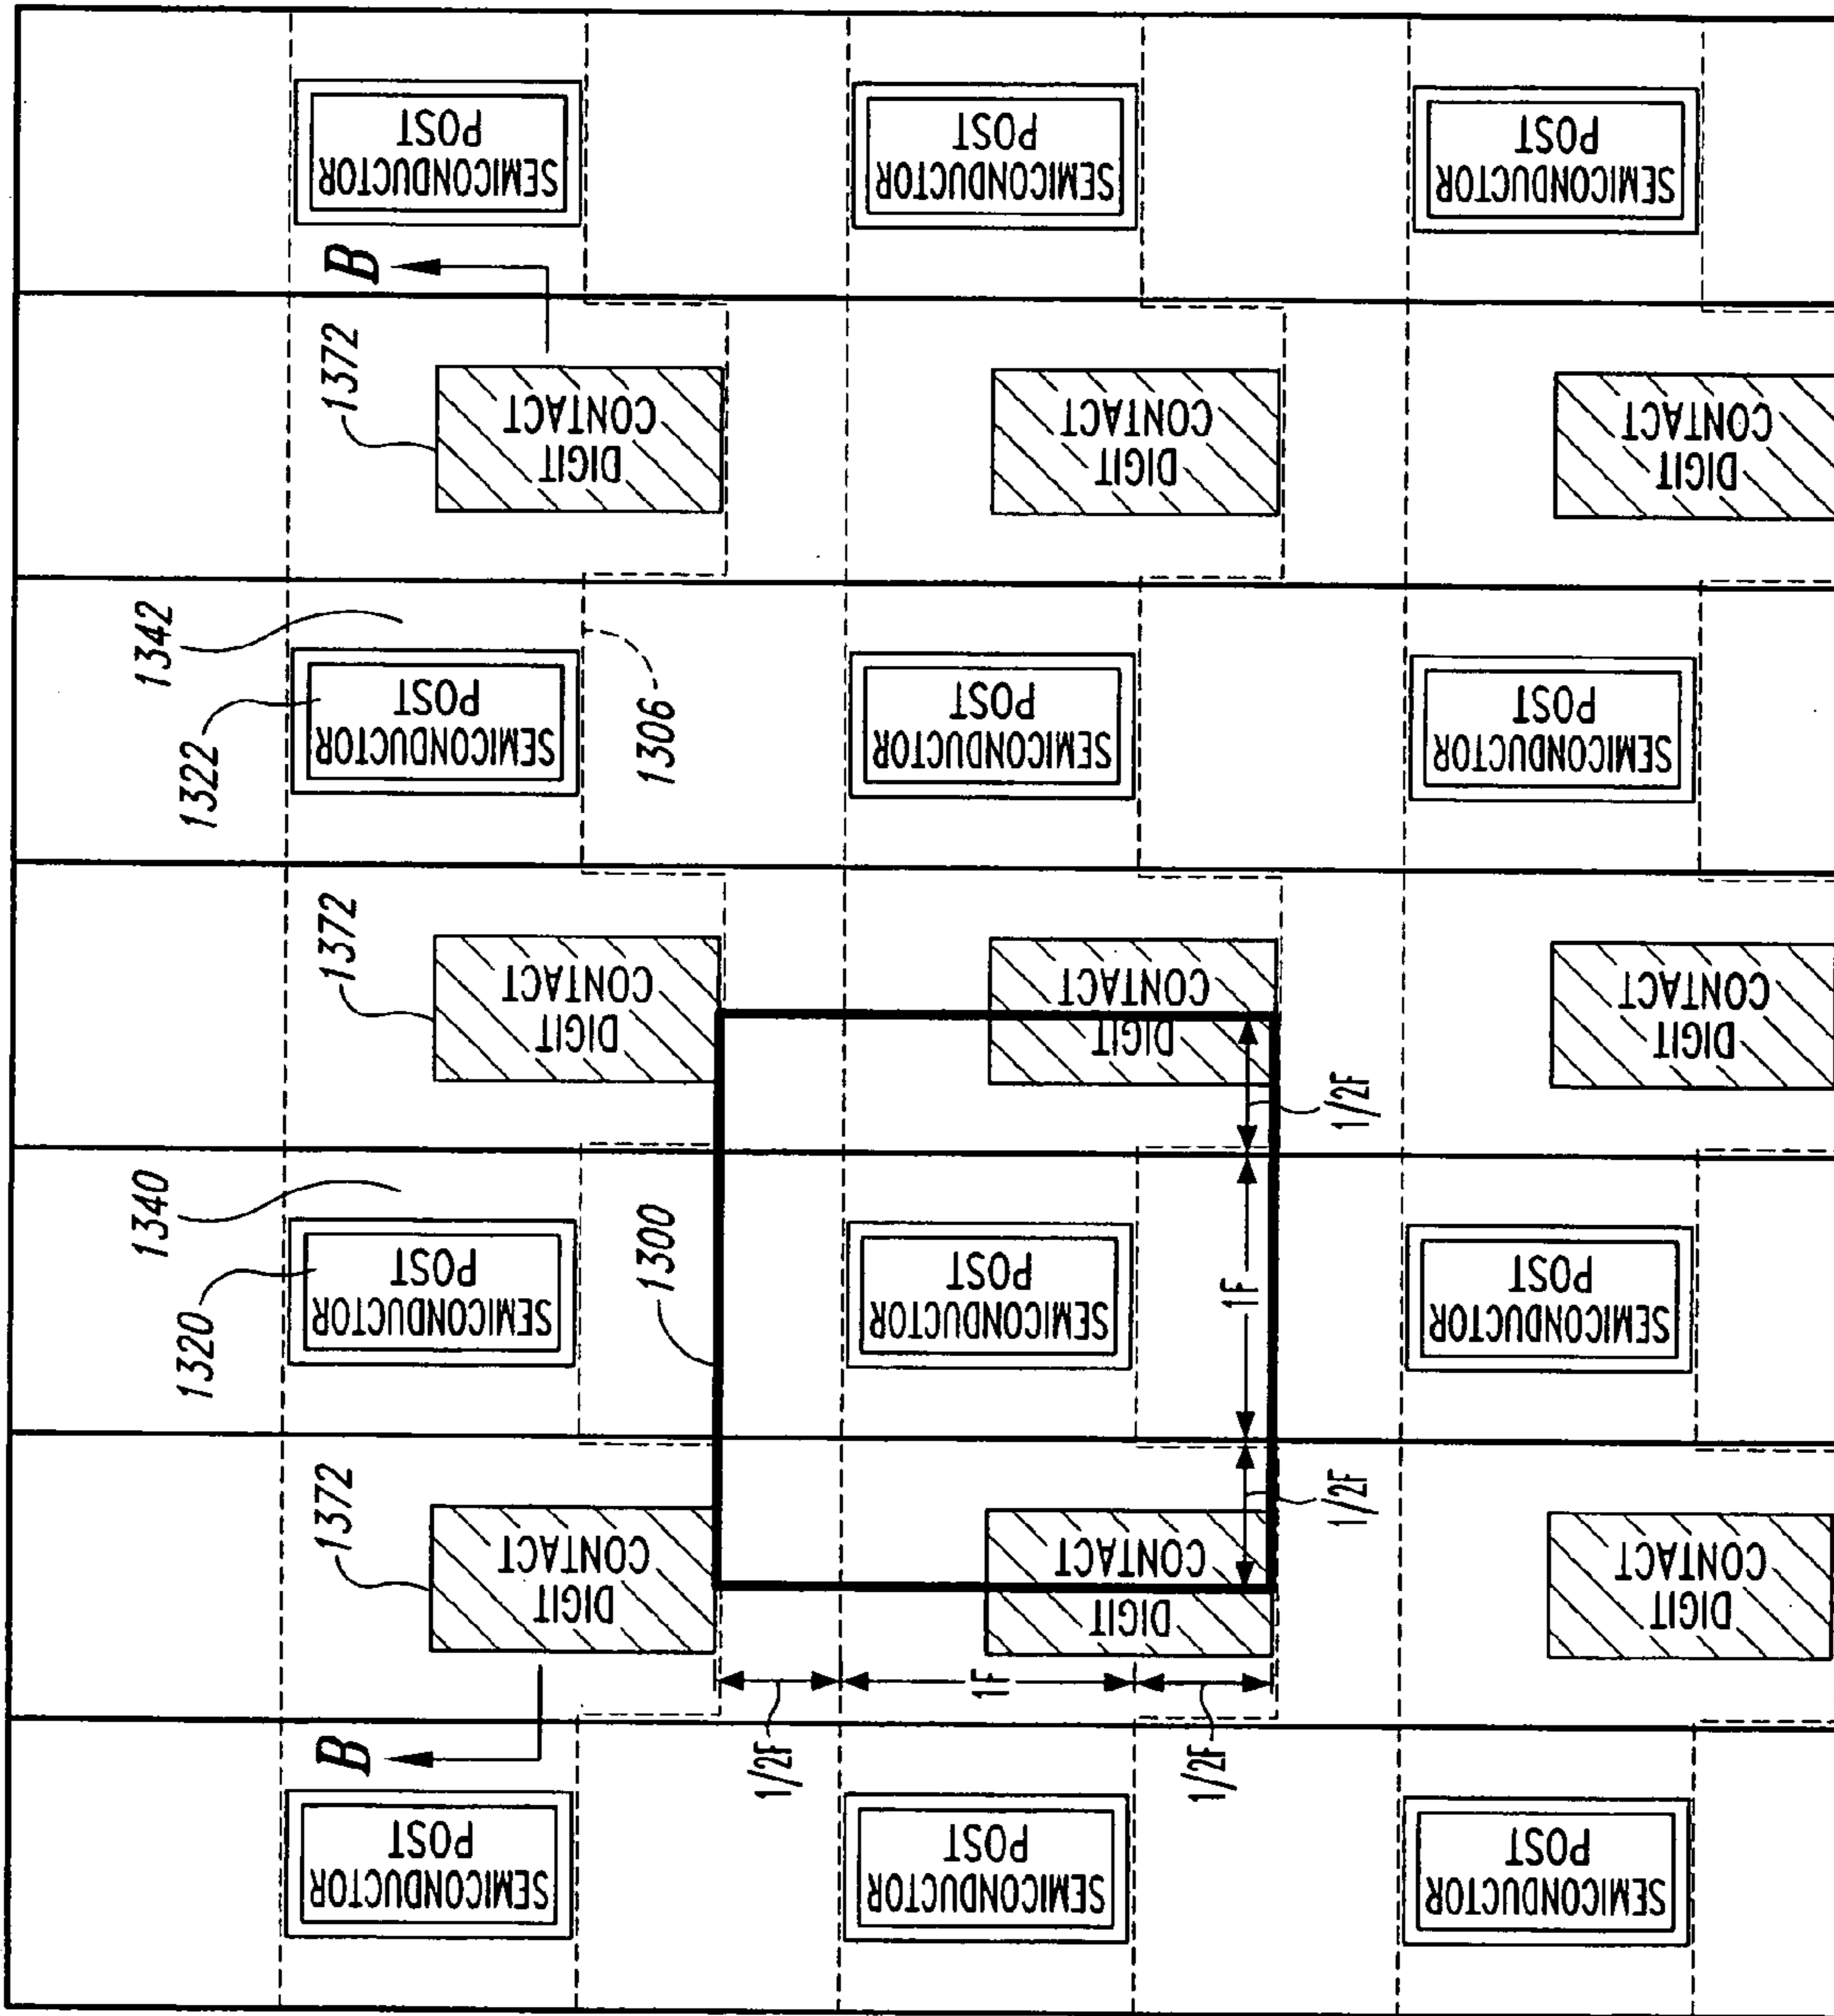 SEMICONDUCTOR
POST
SEMICONDUCTOR
POST
SEMICONDUCTOR
POST
B
1372
DIGIT
CONTACT
DIGIT
CONTACT
DIGIT
CONTACT
1342
1322
SEMICONDUCTOR
POST
1306
SEMICONDUCTOR
POST
SEMICONDUCTOR
POST
1372
DIGIT
CONTACT
DIGIT
CONTACT
DIGIT
CONTACT
1/2F
1340
1320
SEMICONDUCTOR
POST
1300
SEMICONDUCTOR
POST
1F
SEMICONDUCTOR
POST
1372
DIGIT
CONTACT
DIGIT
CONTACT
1/2F
DIGIT
CONTACT
B
1/2F
1F
1/2F
SEMICONDUCTOR
POST
SEMICONDUCTOR
POST
SEMICONDUCTOR
POST